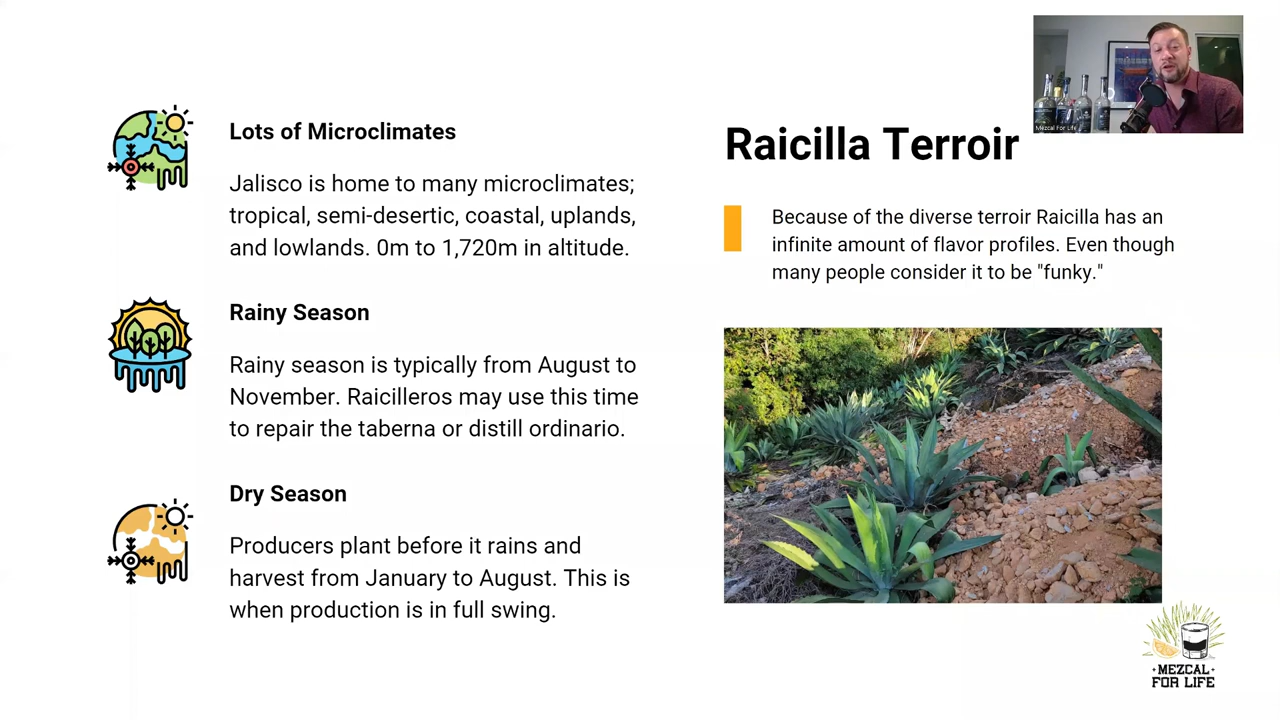 Lots of Microclimates
Jalisco is home to many microclimates;
tropical, semi-desertic, coastal, uplands,
and lowlands. 0m to 1,720m in altitude.
Rainy Season
Rainy season is typically from August to
November. Raicilleros may use this time
to repair the taberna or distill ordinario.
Dry Season
Producers plant before it rains and
harvest from January to August. This is
when production is in full swing.
Mezcal For Life
Raicilla Terroir
Because of the diverse terroir Raicilla has an
infinite amount of flavor profiles. Even though
many people consider it to be "funky."
MEZCAL
FOR LIFE